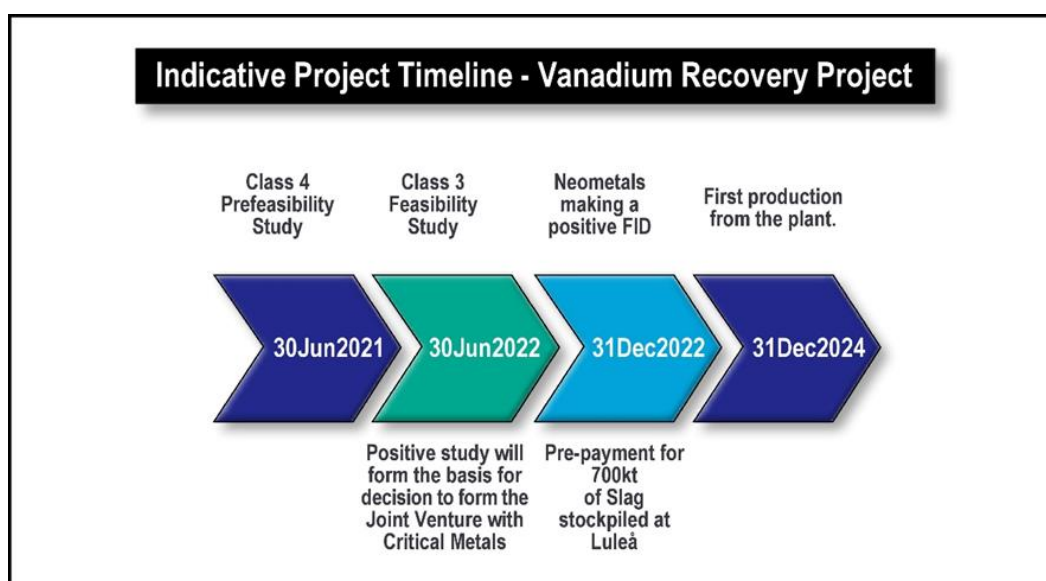 Indicative Project Timeline - Vanadium Recovery Project
Class 4
Prefeasibility
Study
Class 3
Feasibility
Study
Neometals
making a
positive FID
First production
from the plant.
30Jun2021
30Jun2022
31Dec2022
31Dec2024
Positive study will
form the basis for
decision to form the
Joint Venture with
Critical Metals
Pre-payment for
700kt
of Slag
stockpiled at
Luleå